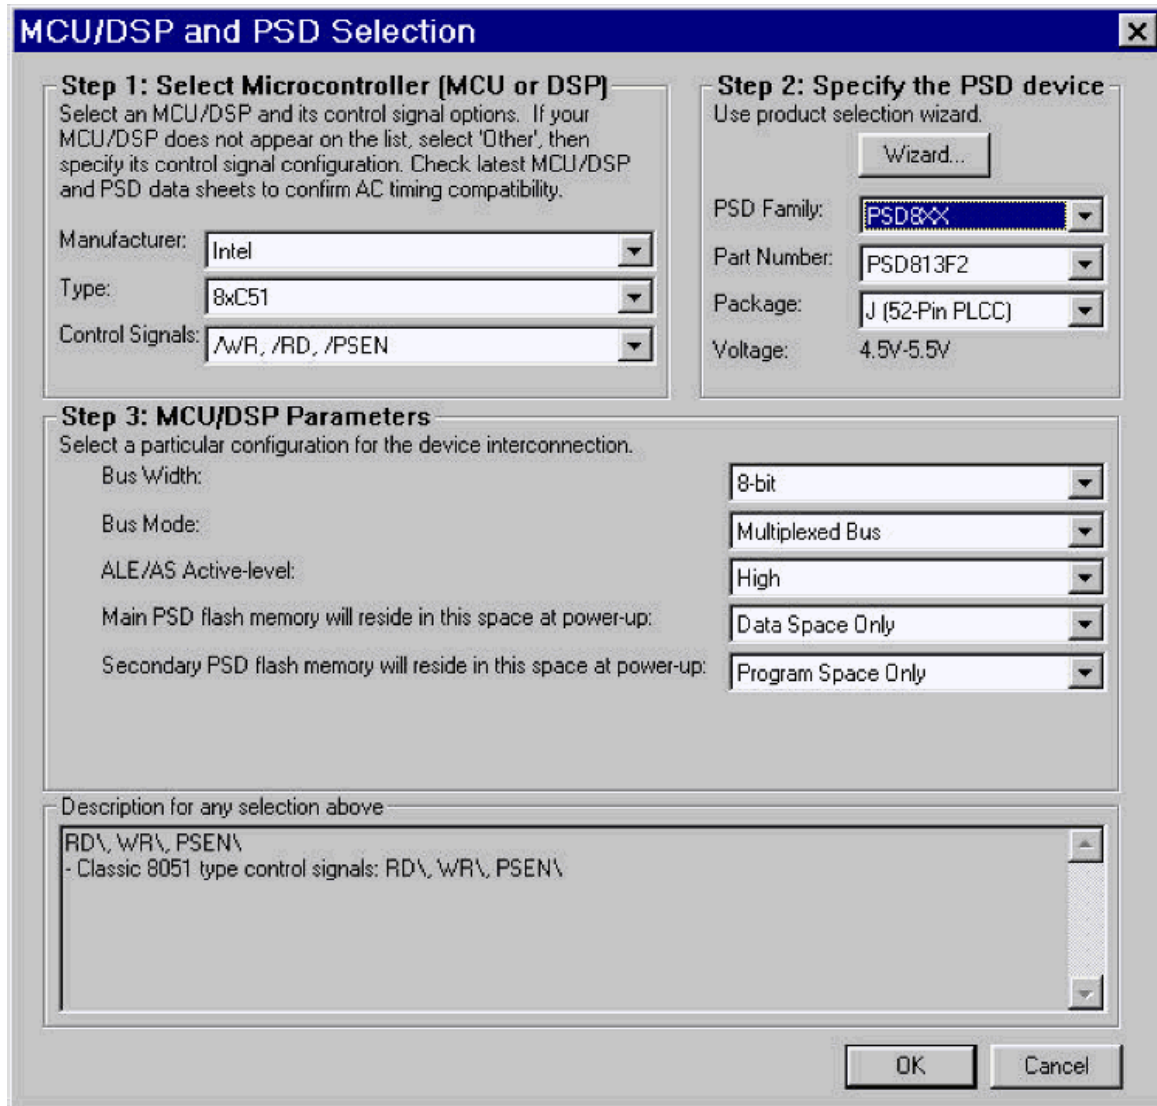 MCU/DSP and PSD Selection
Step 1: Select Microcontroller (MCU or DSP)
Select an MCU/DSP and its control signal options. If your
MCU/DSP does not appear on the list, select 'Other', then
specify its control signal configuration. Check latest MCU/DSP
and PSD data sheets to confirm AC timing compatibility.
Manufacturer: Intel
Type: 8xC51
Control Signals: /WR, /RD, /PSEN
Step 2: Specify the PSD device
Use product selection wizard.
Wizard...
PSD Family: PSD8XX
Part Number: PSD813F2
Package: J (52-Pin PLCC)
Voltage: 4.5V-5.5V
Step 3: MCU/DSP Parameters
Select a particular configuration for the device interconnection.
Bus Width: 8-bit
Bus Mode: Multiplexed Bus
ALE/AS Active-level: High
Main PSD flash memory will reside in this space at power-up: Data Space Only
Secondary PSD flash memory will reside in this space at power-up: Program Space Only
Description for any selection above
RD\, WR\, PSEN\
- Classic 8051 type control signals: RD\, WR\, PSEN\
OK Cancel